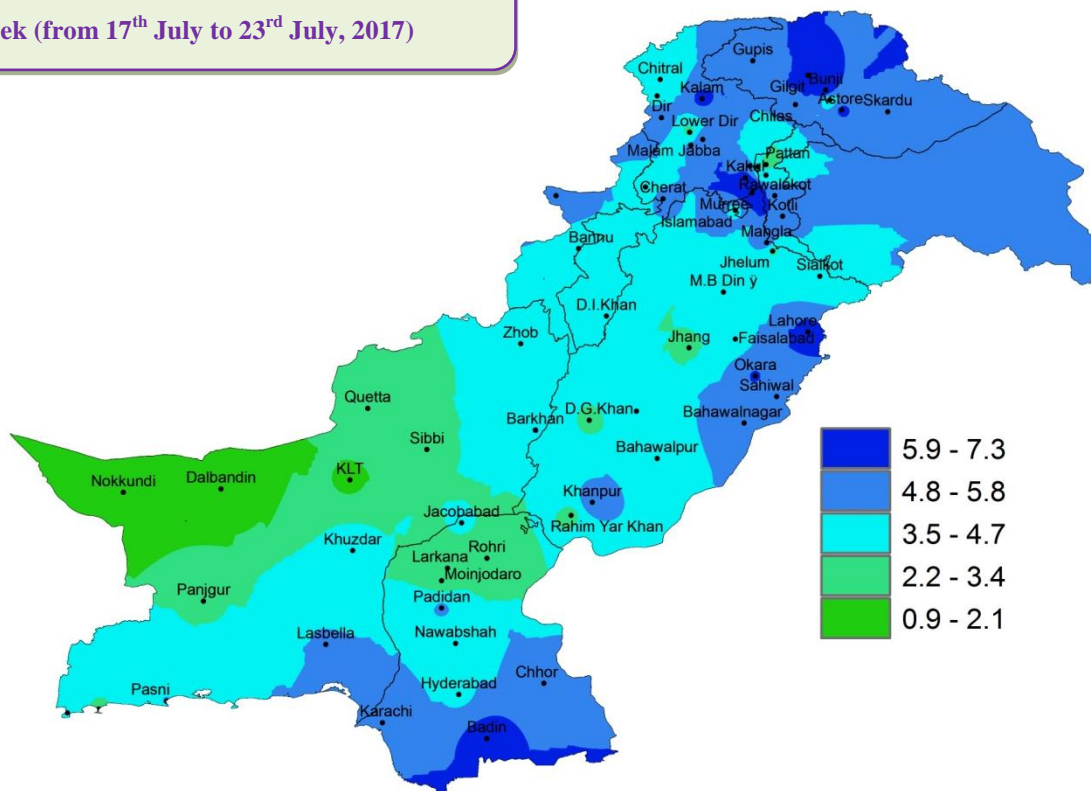 ek (from 17th July to 23rd July, 2017)
Gupis
Chitral
Bunji
Kalam
Gilgit
Astore
Skardu
Dir
Lower Dir
Chilas
Malam Jabba
Pattan
Cherat
Rawalakot
Murree
Kotli
Islamabad
Mangla
Bannu
Jhelum
Sialkot
M.B Din ÿ
D.I.Khan
Zhob
Lahore
Jhang
Faisalabad
Okara
Sahiwal
Quetta
D.G.Khan
Bahawalnagar
Barkhan
Sibbi
Bahawalpur
KLT
Nokkundi
Dalbandin
Khanpur
Jacobabad
Rahim Yar Khan
Khuzdar
Rohri
Larkana
Moinjodaro
Panjgur
Padidan
Lasbella
Nawabshah
Chhor
Pasni
Hyderabad
Karachi
Badin
5.9 - 7.3
4.8 - 5.8
3.5 - 4.7
2.2 - 3.4
0.9 - 2.1